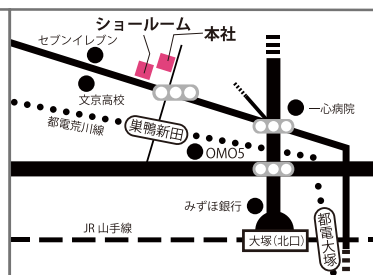 ショールーム
本社
セブンイレブン
文京高校
都電荒川線
巣鴨新田
一心病院
OMO5
みずほ銀行
大塚（北口）
都電大塚
JR 山手線